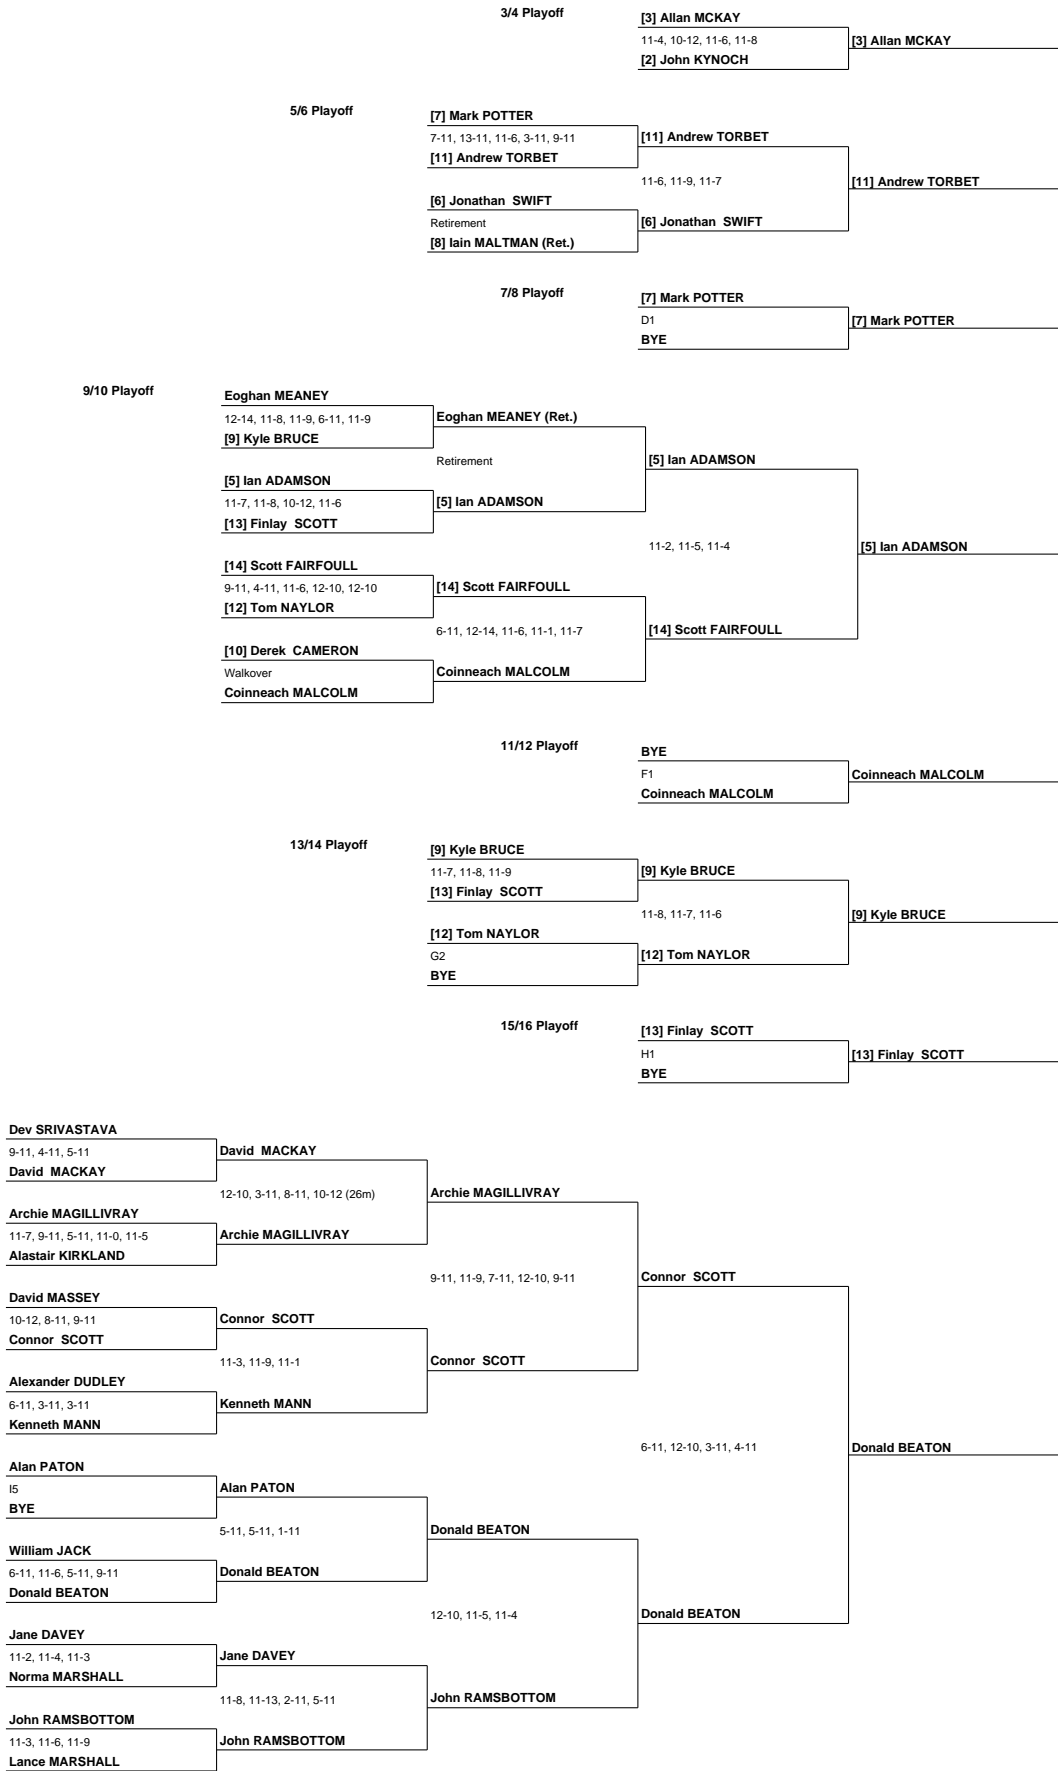 3/4 Playoff
[3] Allan MCKAY
11-4, 10-12, 11-6, 11-8
[3] Allan MCKAY
[2] John KYNOCH
5/6 Playoff
[7] Mark POTTER
7-11, 13-11, 11-6, 3-11, 9-11
[11] Andrew TORBET
[11] Andrew TORBET
11-6, 11-9, 11-7
[11] Andrew TORBET
[6] Jonathan SWIFT
Retirement
[6] Jonathan SWIFT
[8] Iain MALTMAN (Ret.)
7/8 Playoff
[7] Mark POTTER
D1
[7] Mark POTTER
BYE
9/10 Playoff
Eoghan MEANEY
12-14, 11-8, 11-9, 6-11, 11-9
Eoghan MEANEY (Ret.)
[9] Kyle BRUCE
Retirement
[5] Ian ADAMSON
[5] Ian ADAMSON
11-7, 11-8, 10-12, 11-6
[5] Ian ADAMSON
[13] Finlay SCOTT
11-2, 11-5, 11-4
[5] Ian ADAMSON
[14] Scott FAIRFOULL
9-11, 4-11, 11-6, 12-10, 12-10
[14] Scott FAIRFOULL
[12] Tom NAYLOR
6-11, 12-14, 11-6, 11-1, 11-7
[14] Scott FAIRFOULL
[10] Derek CAMERON
Walkover
Coinneach MALCOLM
Coinneach MALCOLM
11/12 Playoff
BYE
F1
Coinneach MALCOLM
Coinneach MALCOLM
13/14 Playoff
[9] Kyle BRUCE
11-7, 11-8, 11-9
[9] Kyle BRUCE
[13] Finlay SCOTT
11-8, 11-7, 11-6
[9] Kyle BRUCE
[12] Tom NAYLOR
G2
[12] Tom NAYLOR
BYE
15/16 Playoff
[13] Finlay SCOTT
H1
[13] Finlay SCOTT
BYE
Dev SRIVASTAVA
9-11, 4-11, 5-11
David MACKAY
David MACKAY
12-10, 3-11, 8-11, 10-12 (26m)
Archie MAGILLIVRAY
Archie MAGILLIVRAY
11-7, 9-11, 5-11, 11-0, 11-5
Archie MAGILLIVRAY
Alastair KIRKLAND
9-11, 11-9, 7-11, 12-10, 9-11
Connor SCOTT
David MASSEY
10-12, 8-11, 9-11
Connor SCOTT
Connor SCOTT
11-3, 11-9, 11-1
Connor SCOTT
Alexander DUDLEY
6-11, 3-11, 3-11
Kenneth MANN
Kenneth MANN
6-11, 12-10, 3-11, 4-11
Donald BEATON
Alan PATON
I5
Alan PATON
BYE
5-11, 5-11, 1-11
Donald BEATON
William JACK
6-11, 11-6, 5-11, 9-11
Donald BEATON
Donald BEATON
12-10, 11-5, 11-4
Donald BEATON
Jane DAVEY
11-2, 11-4, 11-3
Jane DAVEY
Norma MARSHALL
11-8, 11-13, 2-11, 5-11
John RAMSBOTTOM
John RAMSBOTTOM
11-3, 11-6, 11-9
John RAMSBOTTOM
Lance MARSHALL